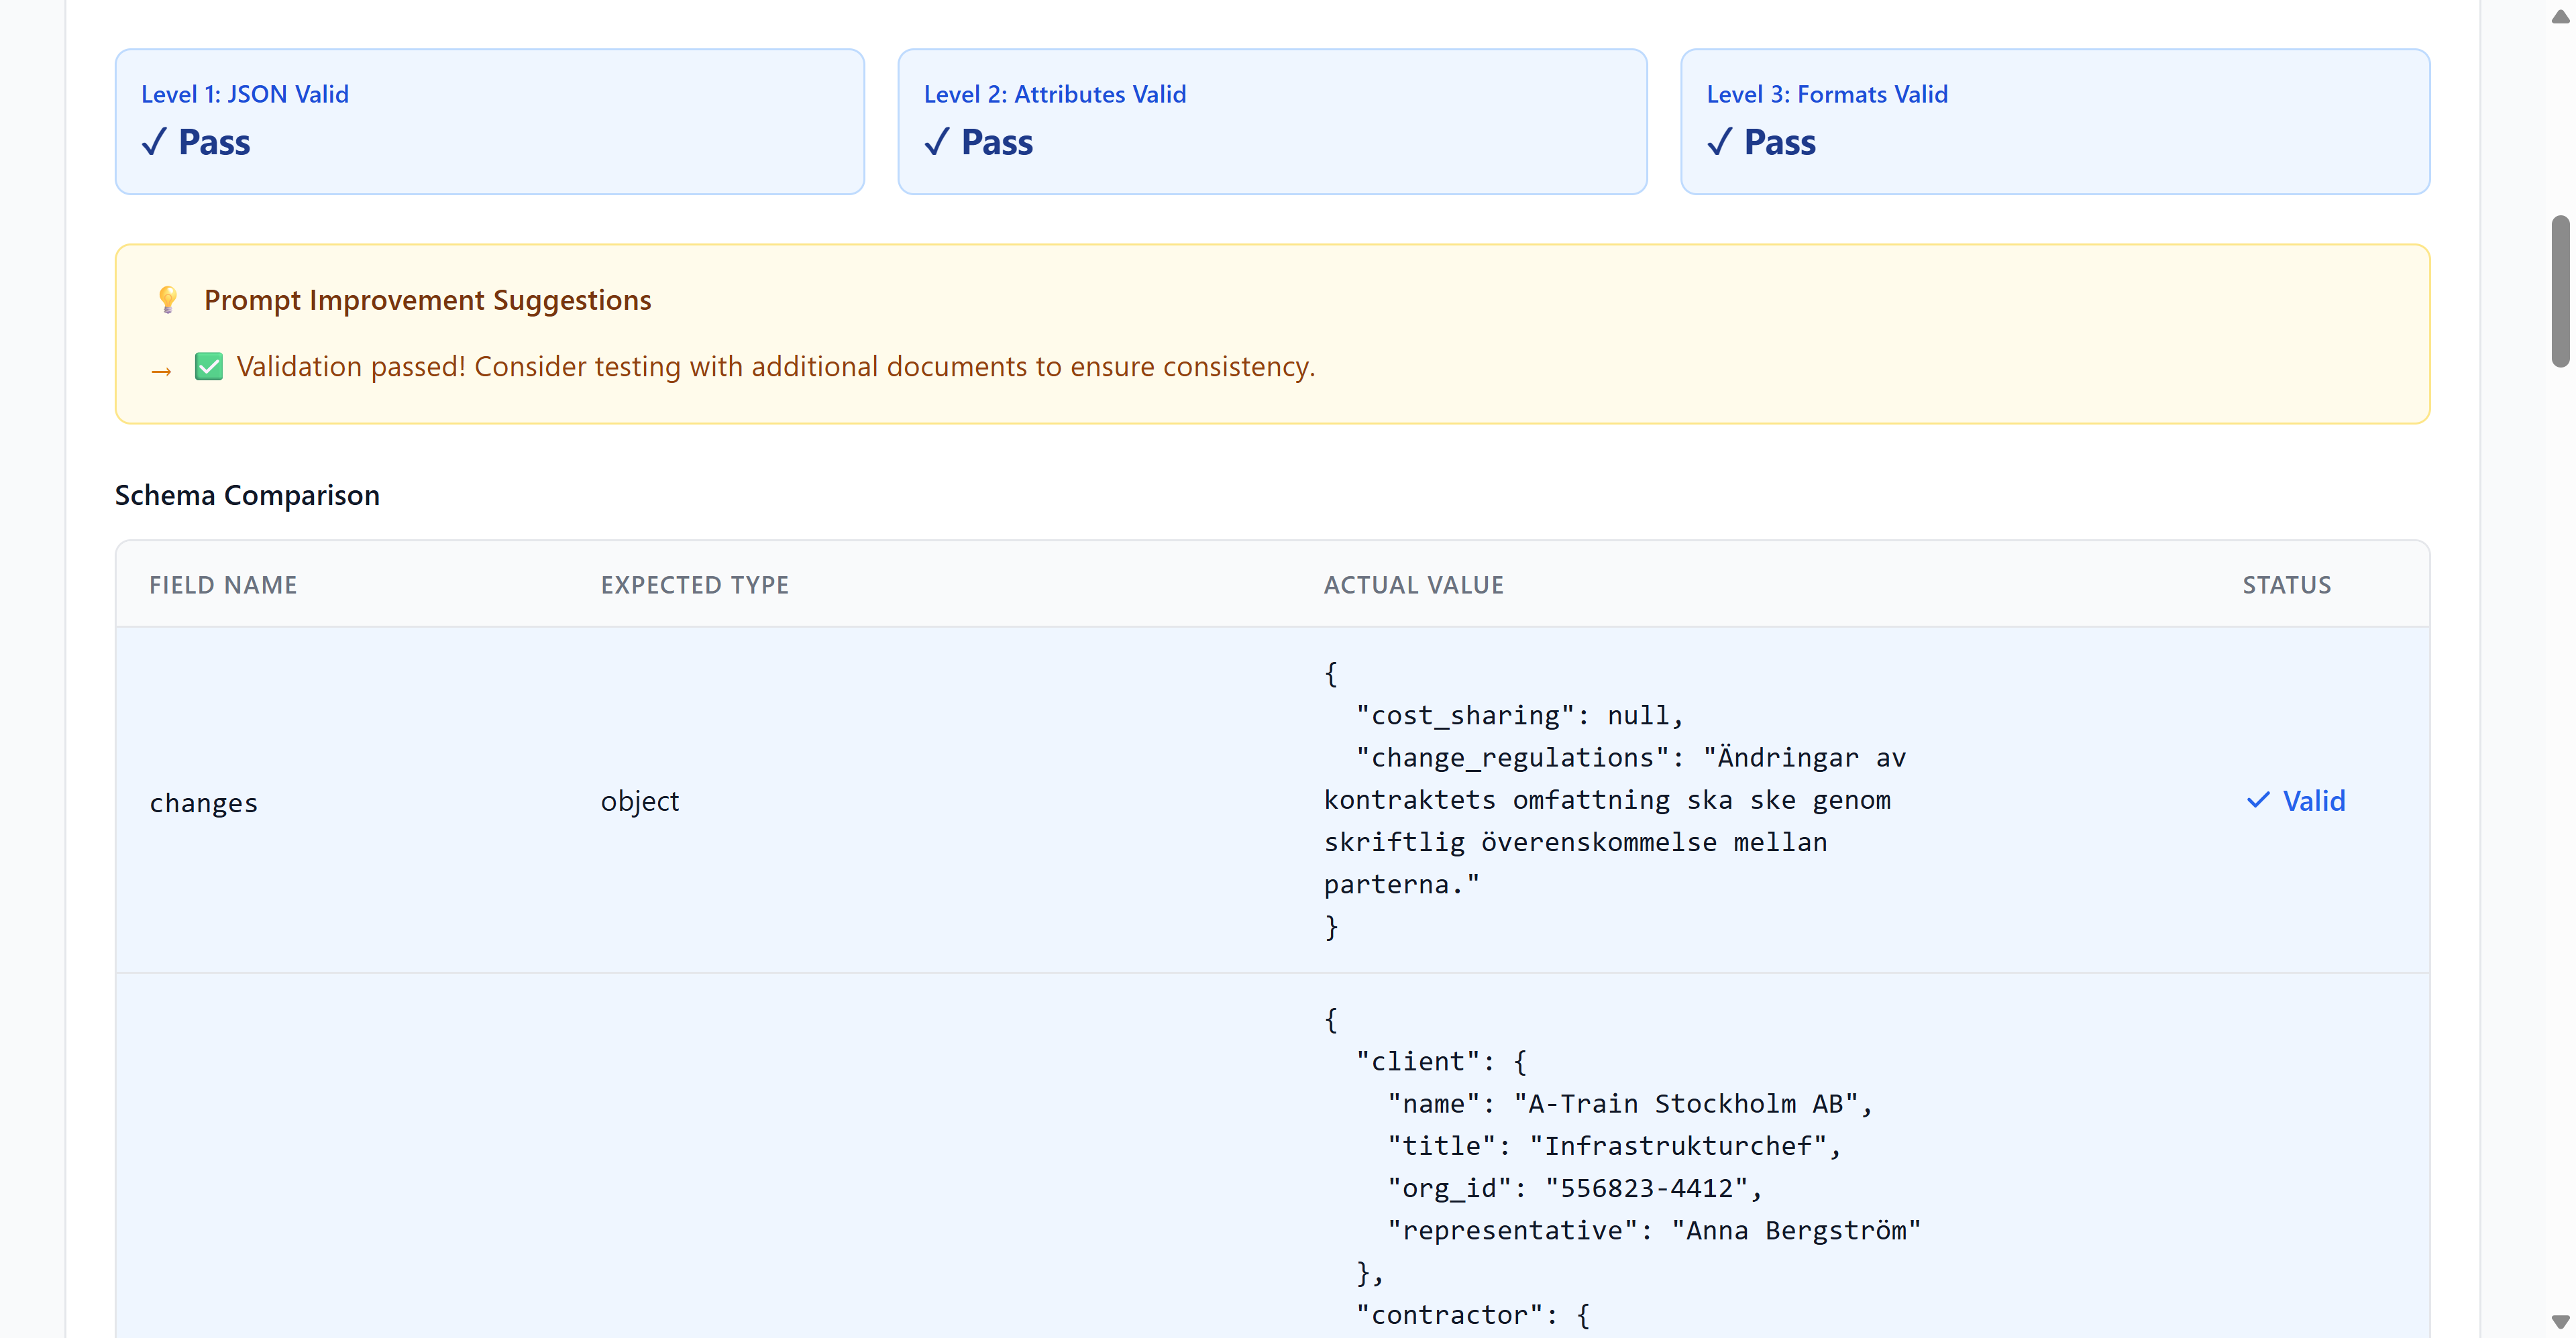 Level 1: JSON Valid
✓ Pass
Level 2: Attributes Valid
✓ Pass
Level 3: Formats Valid
✓ Pass
💡 Prompt Improvement Suggestions
→ ✅ Validation passed! Consider testing with additional documents to ensure consistency.
Schema Comparison
FIELD NAME EXPECTED TYPE ACTUAL VALUE STATUS
changes
object
{
"cost_sharing": null,
"change_regulations": "Ändringar av
kontraktets omfattning ska ske genom
skriftlig överenskommelse mellan
parterna."
}
✓ Valid
{
"client": {
"name": "A-Train Stockholm AB",
"title": "Infrastrukturchef",
"org_id": "556823-4412",
"representative": "Anna Bergström"
},
"contractor": {